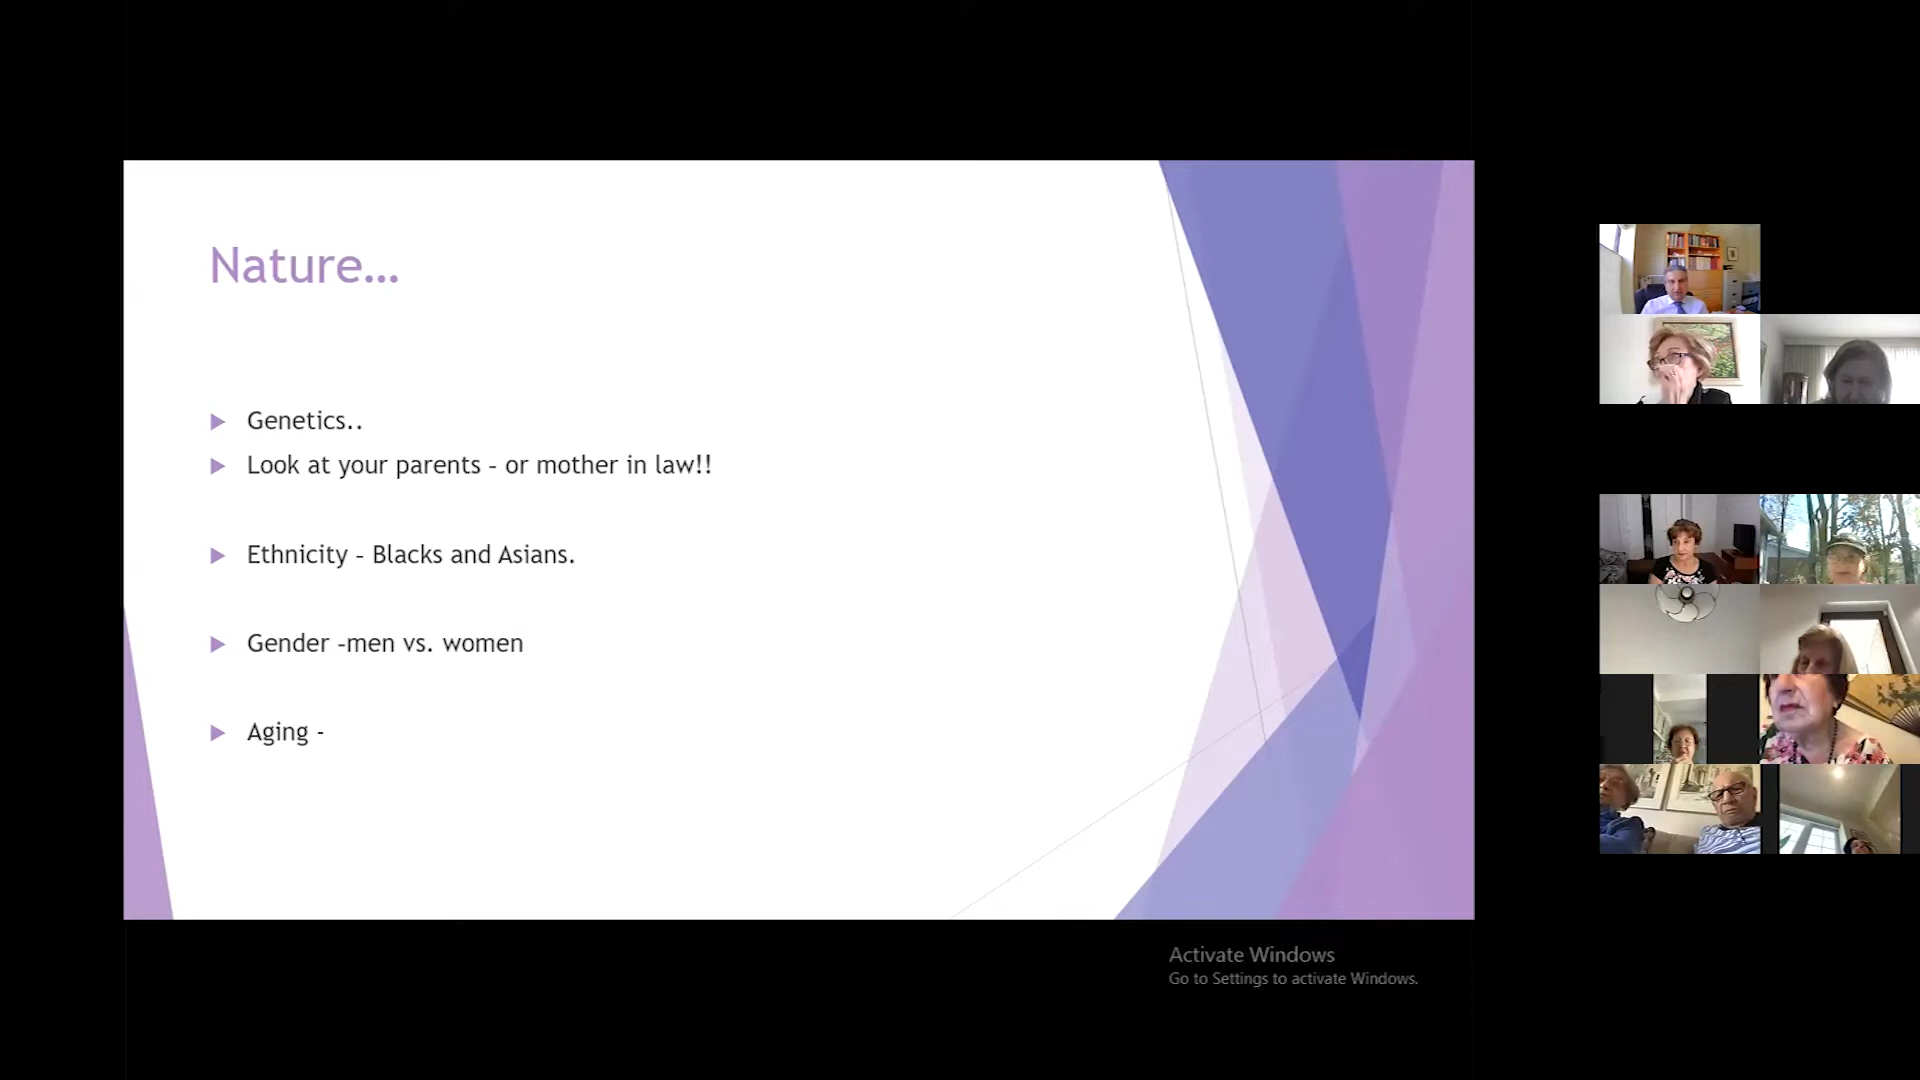 Nature...
Genetics..
Look at your parents – or mother in law!!
Ethnicity – Blacks and Asians.
Gender –men vs. women
Aging -
Activate Windows
Go to Settings to activate Windows.